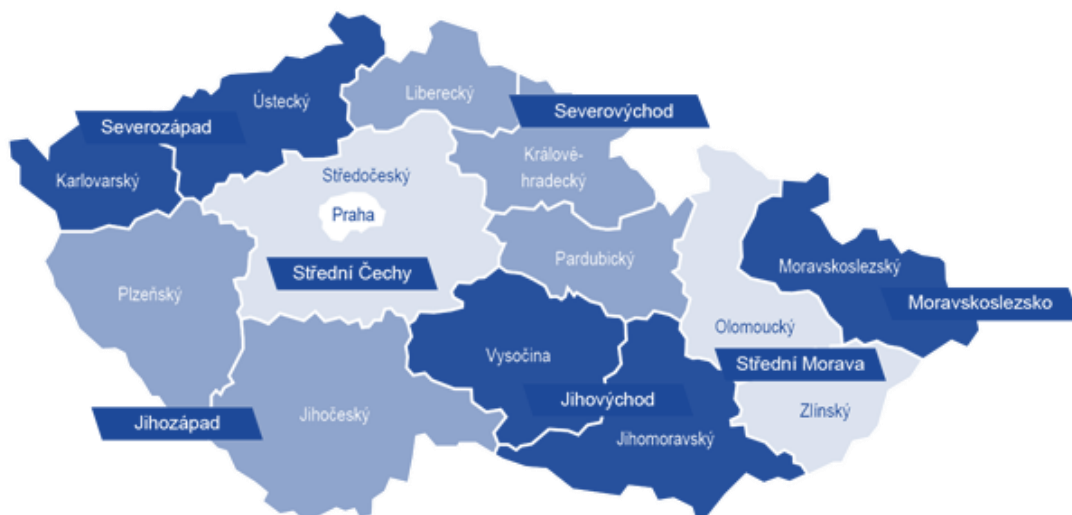 Ústecký
Liberecký
Severovýchod
Severozápad
Karlovarský
Králové-
hradecký
Středočeský
Praha
Střední Čechy
Pardubický
Plzeňský
Moravskoslezský
Moravskoslezsko
Olomoucký
Střední Morava
Vysočina
Jihovýchod
Zlínský
Jihozápad
Jihočeský
Jihomoravský